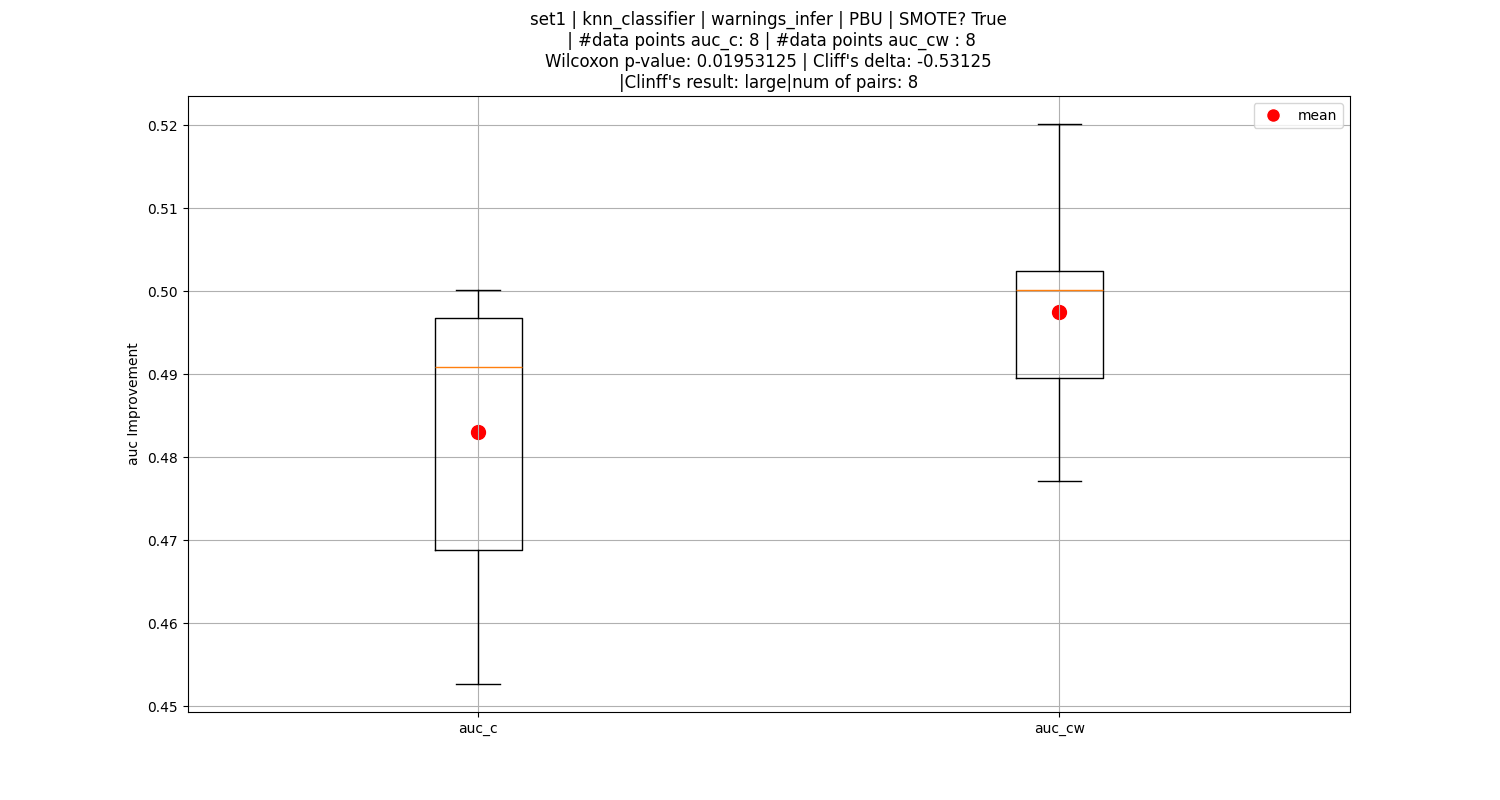 set1 | knn_classifier | warnings_infer | PBU | SMOTE? True
| #data points auc_c: 8 | #data points auc_cw : 8
Wilcoxon p-value: 0.01953125 | Cliff's delta: -0.53125
|Clinff's result: large|num of pairs: 8
mean
0.52
0.51
0.50
0.49
0.48
0.47
0.46
0.45
auc Improvement
auc_c
auc_cw